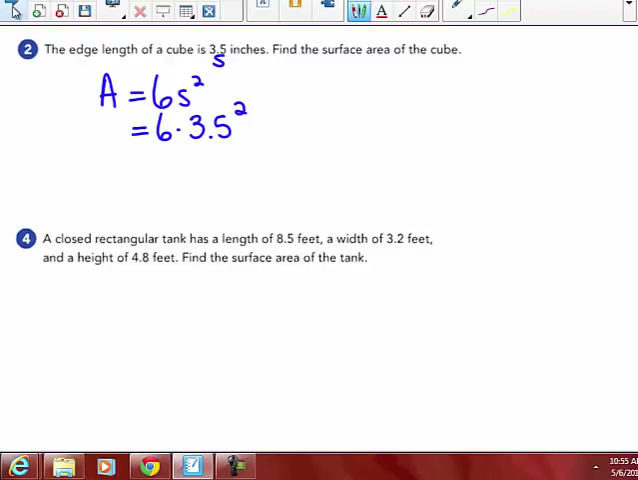 2 The edge length of a cube is 3.5 inches. Find the surface area of the cube.
s
A = 6s²
= 6·3.5²
4 A closed rectangular tank has a length of 8.5 feet, a width of 3.2 feet,
and a height of 4.8 feet. Find the surface area of the tank.
10:55 A
5/6/201